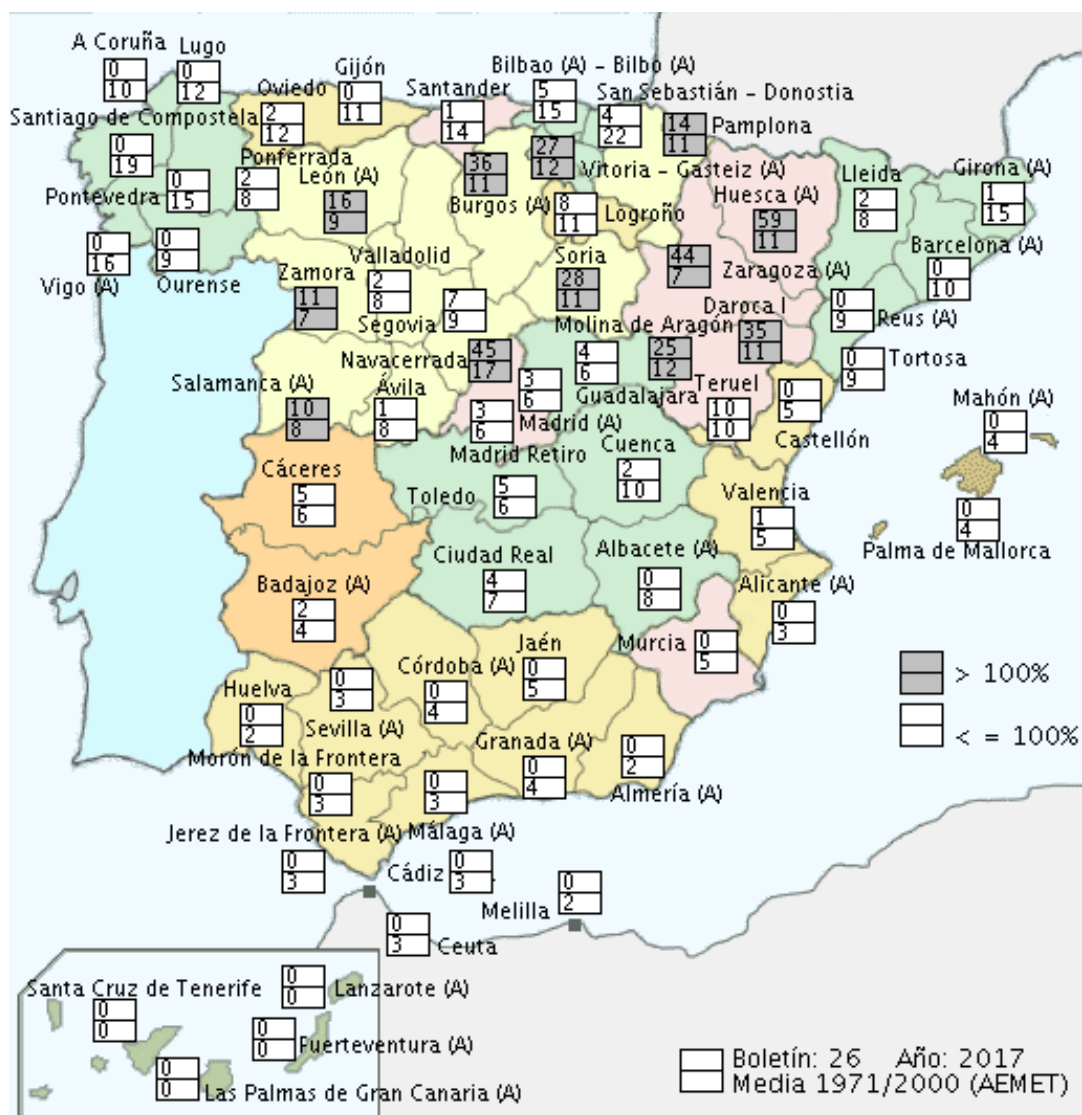 A Coruña
0
10
Lugo
0
12
Oviedo
2
12
Gijón
0
11
Santander
1
14
Bilbao (A) - Bilbo (A)
5
15
San Sebastián - Donostia
4
22
14
11
Pamplona
Santiago de Compostela
0
19
Ponferrada
2
8
León (A)
16
9
36
11
Burgos (A)
27
12
Vitoria - Gasteiz (A)
Huesca (A)
59
11
Lleida
2
8
Girona (A)
1
15
Pontevedra
0
15
8
11
Logroño
0
16
Vigo (A)
0
9
Ourense
Zamora
11
7
Valladolid
2
8
Soria
28
11
44
7
Zaragoza (A)
Barcelona (A)
0
10
Segovia
7
9
Daroca I
35
11
0
9
Reus (A)
Navacerrada
45
17
Molina de Aragón
25
12
4
6
Guadalajara
0
9
Tortosa
Salamanca (A)
10
8
Ávila
1
8
3
6
Madrid (A)
3
6
Madrid Retiro
Teruel
10
10
0
5
Castellón
Mahón (A)
0
4
Cáceres
5
6
Toledo
5
6
Cuenca
2
10
Valencia
1
5
0
4
Palma de Mallorca
Badajoz (A)
2
4
Ciudad Real
4
7
Albacete (A)
0
8
Alicante (A)
0
3
Murcia
0
5
Huelva
0
2
0
3
Sevilla (A)
Córdoba (A)
0
4
Jaén
0
5
> 100%
< = 100%
Morón de la Frontera
0
3
Granada (A)
0
4
0
2
Almería (A)
Jerez de la Frontera (A)
0
3
0
3
Málaga (A)
Cádiz
0
3
Melilla
0
2
0
3
Ceuta
Santa Cruz de Tenerife
0
0
0
0
Lanzarote (A)
0
0
Fuerteventura (A)
0
0
Las Palmas de Gran Canaria (A)
Boletín: 26 Año: 2017
Media 1971/2000 (AEMET)